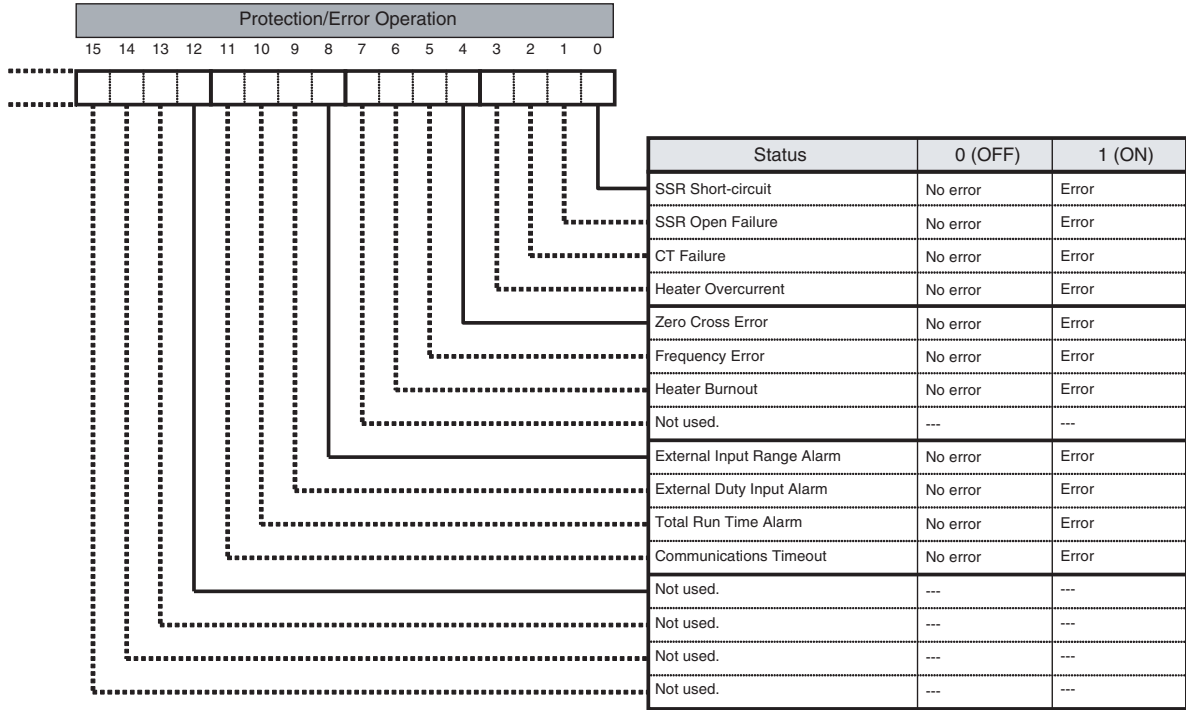 Protection/Error Operation
15 14 13 12 11 10 9 8 7 6 5 4 3 2 1 0
Status 0 (OFF) 1 (ON)
SSR Short-circuit No error Error
SSR Open Failure No error Error
CT Failure No error Error
Heater Overcurrent No error Error
Zero Cross Error No error Error
Frequency Error No error Error
Heater Burnout No error Error
Not used. --- ---
External Input Range Alarm No error Error
External Duty Input Alarm No error Error
Total Run Time Alarm No error Error
Communications Timeout No error Error
Not used. --- ---
Not used. --- ---
Not used. --- ---
Not used. --- ---